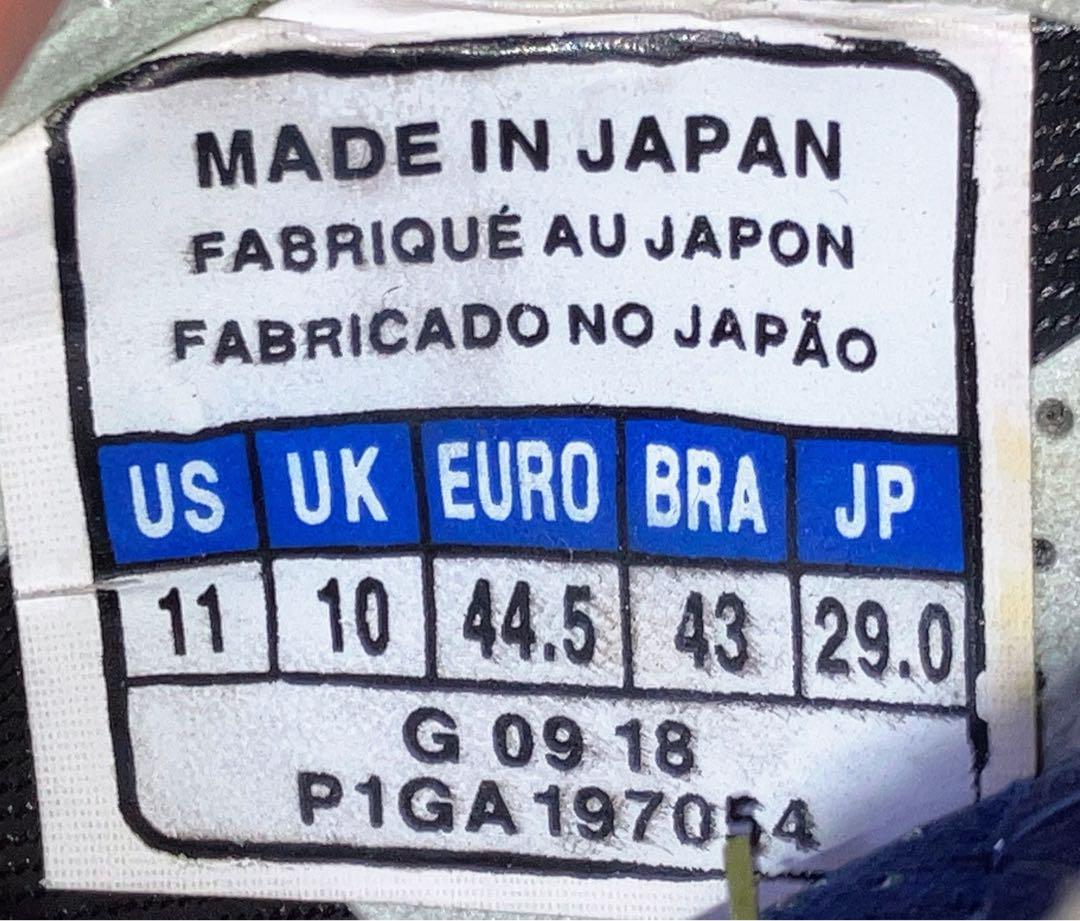 MADE IN JAPAN
FABRIQUÉ AU JAPON
FABRICADO NO JAPÃO
US UK EURO BRA JP
11 10 44.5 43 29.0
G 09 18
P1GA197054